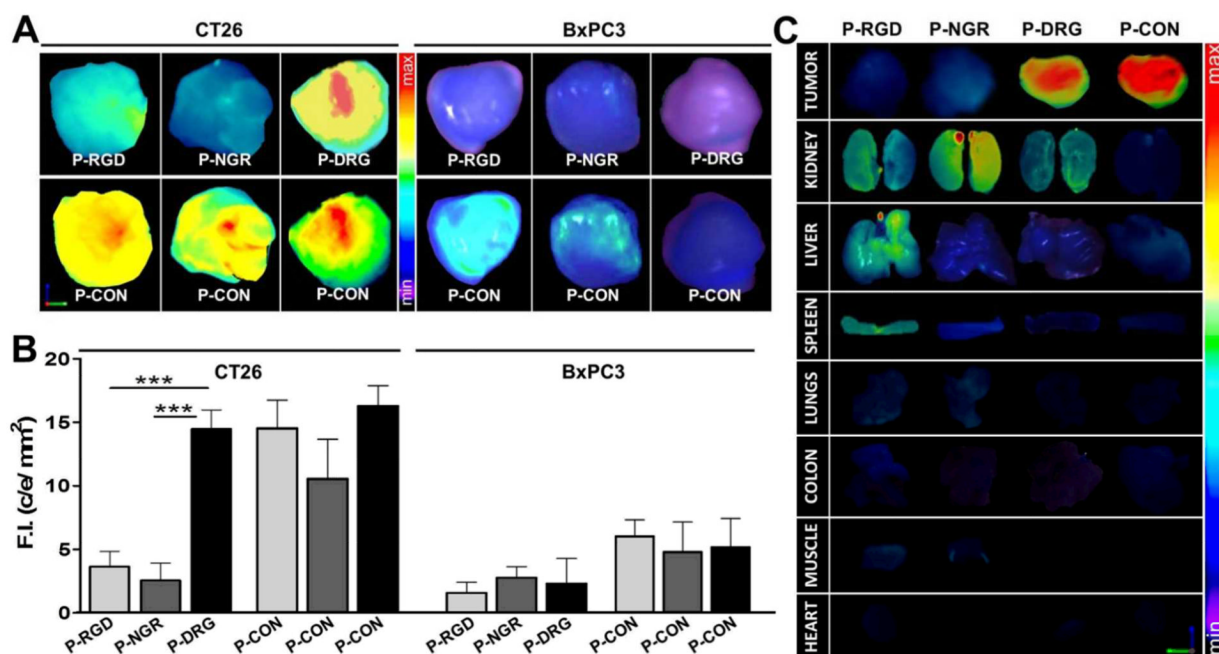 A
CT26
BxPC3
P-RGD
P-NGR
P-DRG
max
P-RGD
P-NGR
P-DRG
P-CON
P-CON
P-CON
min
P-CON
P-CON
P-CON
B
CT26
BxPC3
F.I. (c/e/ mm²)
20
15
10
5
0
***
***
P-RGD
P-NGR
P-DRG
P-CON
P-CON
P-CON
P-RGD
P-NGR
P-DRG
P-CON
P-CON
P-CON
C
P-RGD
P-NGR
P-DRG
P-CON
TUMOR
KIDNEY
LIVER
SPLEEN
LUNGS
COLON
MUSCLE
HEART
max
min